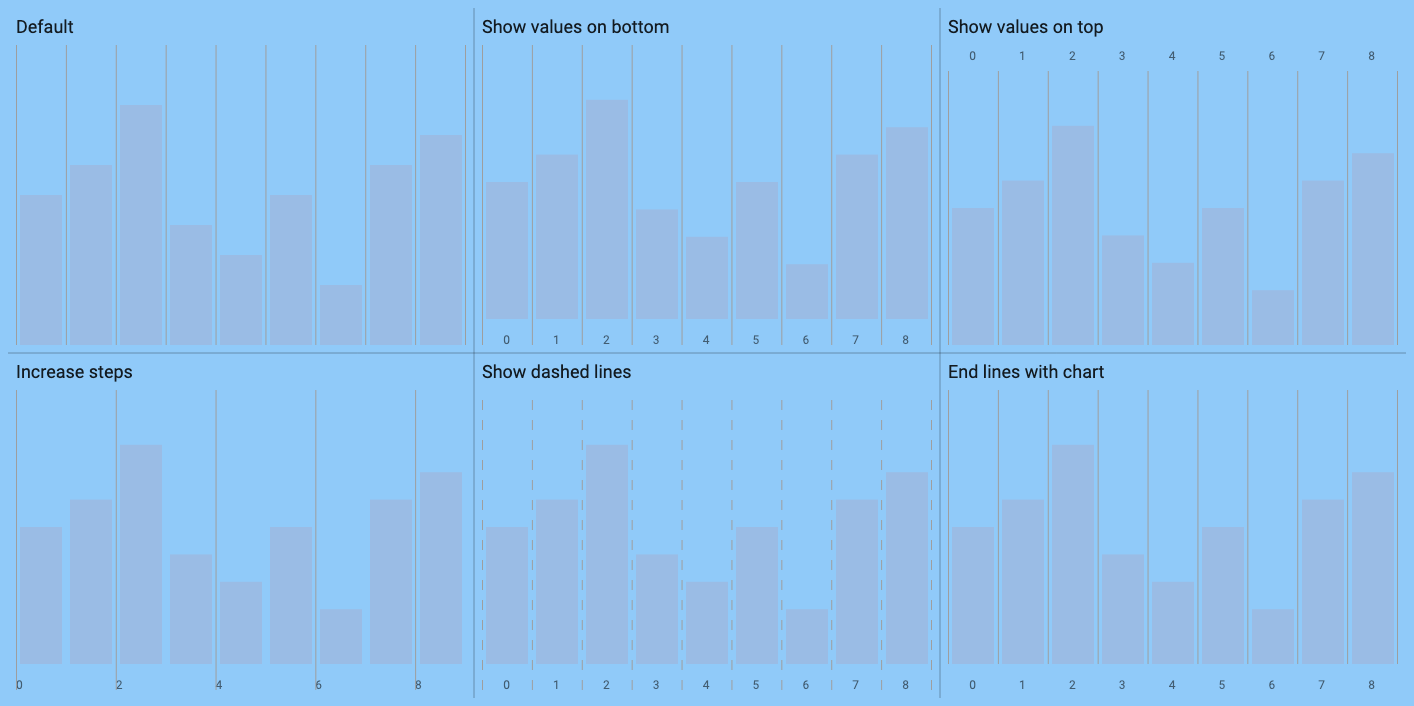 Default
Show values on bottom
0 1 2 3 4 5 6 7 8
Show values on top
0 1 2 3 4 5 6 7 8
Increase steps
0 2 4 6 8
Show dashed lines
0 1 2 3 4 5 6 7 8
End lines with chart
0 1 2 3 4 5 6 7 8